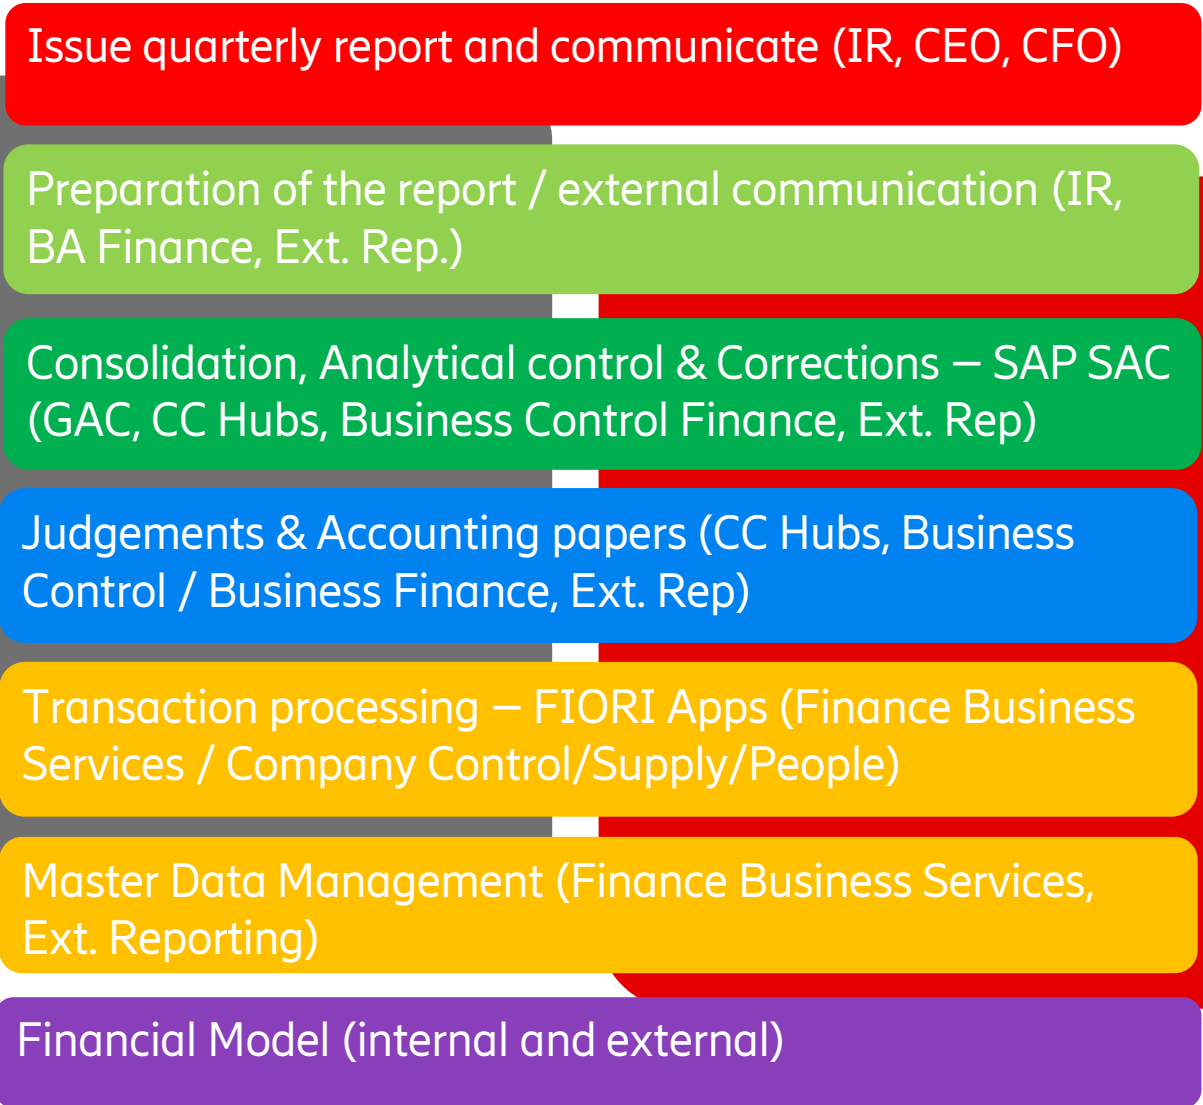 Issue quarterly report and communicate (IR, CEO, CFO)
Preparation of the report / external communication (IR,
BA Finance, Ext. Rep.)
Consolidation, Analytical control & Corrections – SAP SAC
(GAC, CC Hubs, Business Control Finance, Ext. Rep)
Judgements & Accounting papers (CC Hubs, Business
Control / Business Finance, Ext. Rep)
Transaction processing – FIORI Apps (Finance Business
Services / Company Control/Supply/People)
Master Data Management (Finance Business Services,
Ext. Reporting)
Financial Model (internal and external)